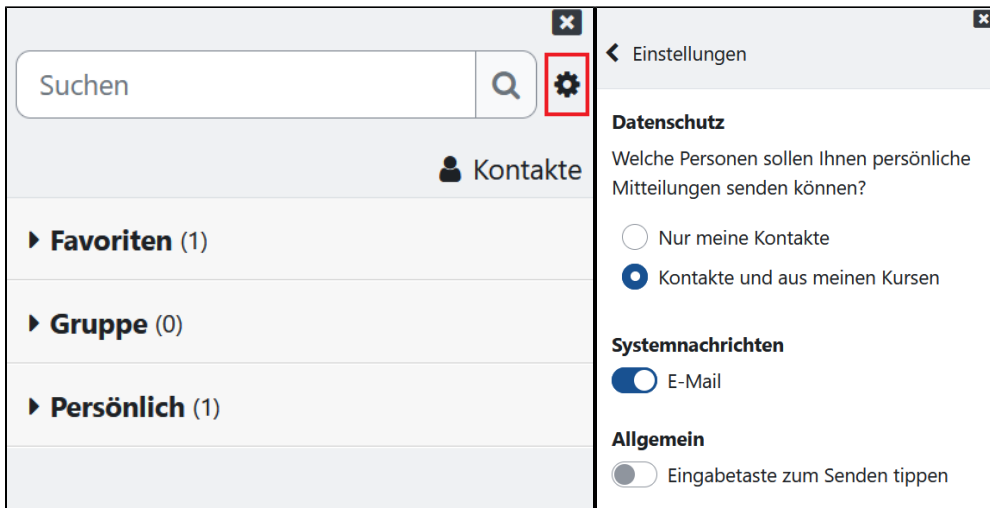 Suchen
Kontakte
Favoriten (1)
Gruppe (0)
Persönlich (1)
Einstellungen
Datenschutz
Welche Personen sollen Ihnen persönliche
Mitteilungen senden können?
Nur meine Kontakte
Kontakte und aus meinen Kursen
Systemnachrichten
E-Mail
Allgemein
Eingabetaste zum Senden tippen